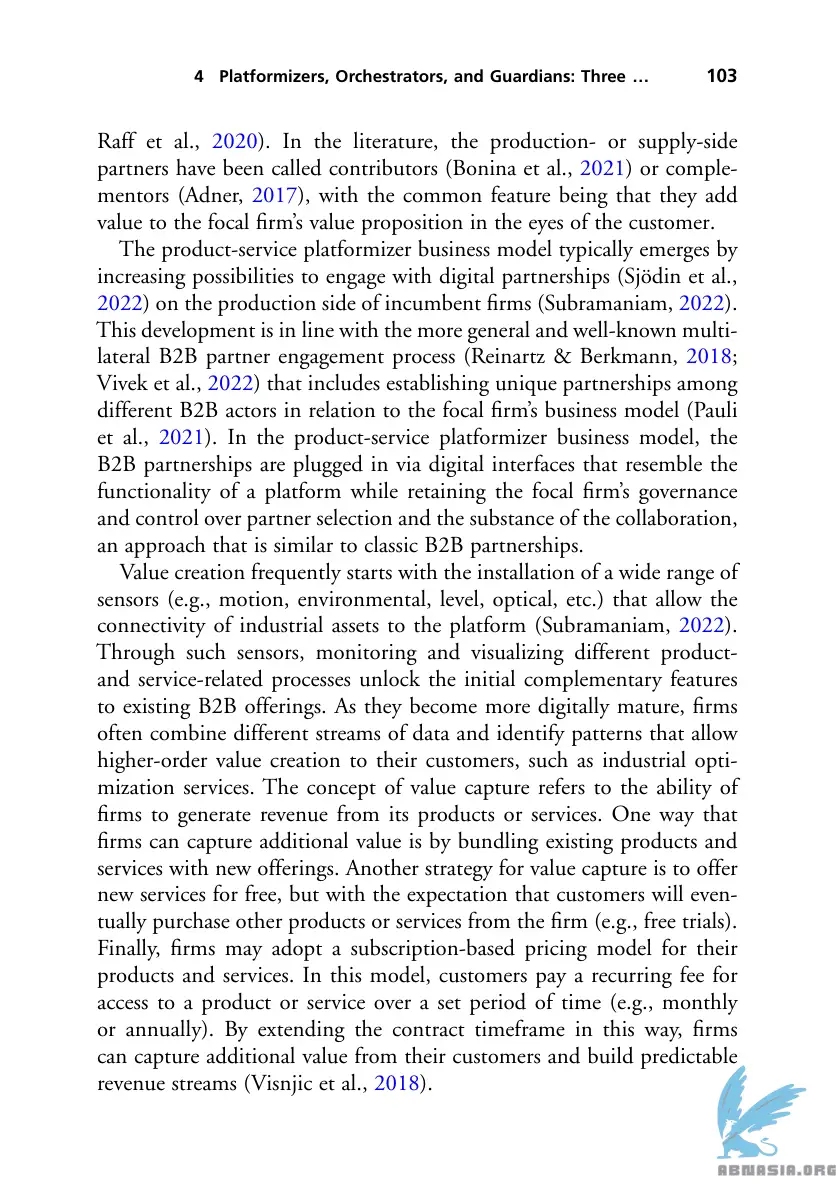 4 Platformizers, Orchestrators, and Guardians: Three … 103
Raff et al., 2020). In the literature, the production- or supply-side
partners have been called contributors (Bonina et al., 2021) or comple-
mentors (Adner, 2017), with the common feature being that they add
value to the focal firm's value proposition in the eyes of the customer.
The product-service platformizer business model typically emerges by
increasing possibilities to engage with digital partnerships (Sjödin et al.,
2022) on the production side of incumbent firms (Subramaniam, 2022).
This development is in line with the more general and well-known multi-
lateral B2B partner engagement process (Reinartz & Berkmann, 2018;
Vivek et al., 2022) that includes establishing unique partnerships among
different B2B actors in relation to the focal firm's business model (Pauli
et al., 2021). In the product-service platformizer business model, the
B2B partnerships are plugged in via digital interfaces that resemble the
functionality of a platform while retaining the focal firm's governance
and control over partner selection and the substance of the collaboration,
an approach that is similar to classic B2B partnerships.
Value creation frequently starts with the installation of a wide range of
sensors (e.g., motion, environmental, level, optical, etc.) that allow the
connectivity of industrial assets to the platform (Subramaniam, 2022).
Through such sensors, monitoring and visualizing different product-
and service-related processes unlock the initial complementary features
to existing B2B offerings. As they become more digitally mature, firms
often combine different streams of data and identify patterns that allow
higher-order value creation to their customers, such as industrial opti-
mization services. The concept of value capture refers to the ability of
firms to generate revenue from its products or services. One way that
firms can capture additional value is by bundling existing products and
services with new offerings. Another strategy for value capture is to offer
new services for free, but with the expectation that customers will even-
tually purchase other products or services from the firm (e.g., free trials).
Finally, firms may adopt a subscription-based pricing model for their
products and services. In this model, customers pay a recurring fee for
access to a product or service over a set period of time (e.g., monthly
or annually). By extending the contract timeframe in this way, firms
can capture additional value from their customers and build predictable
revenue streams (Visnjic et al., 2018).
ABNASIA.ORG